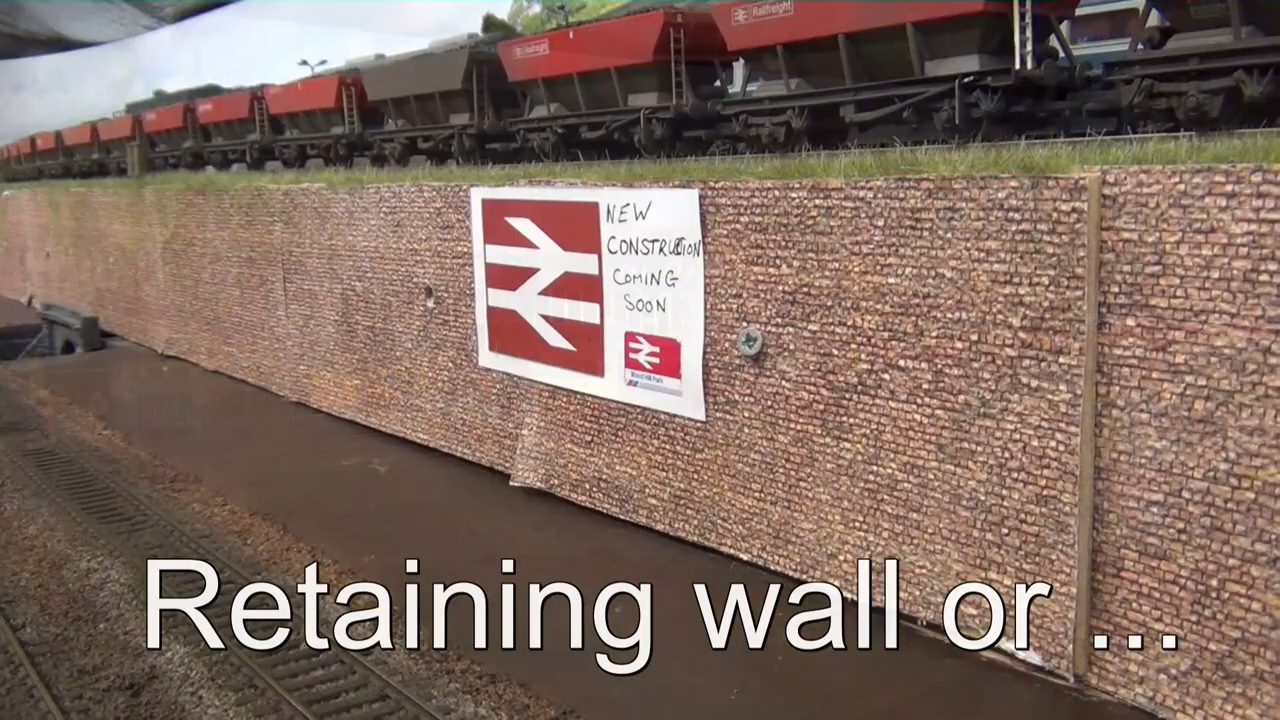 Railfreight
Railfreight
NEW
CONSTRUCTION
COMING
SOON
Retaining wall or ...